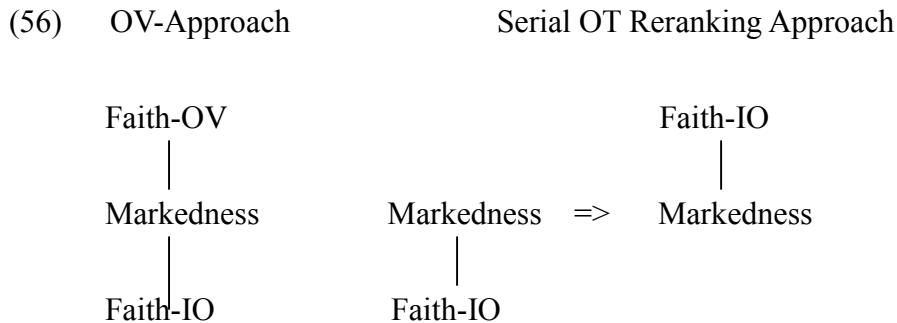 (56) OV-Approach Serial OT Reranking Approach
Faith-OV Faith-IO
Markedness Markedness => Markedness
Faith-IO Faith-IO